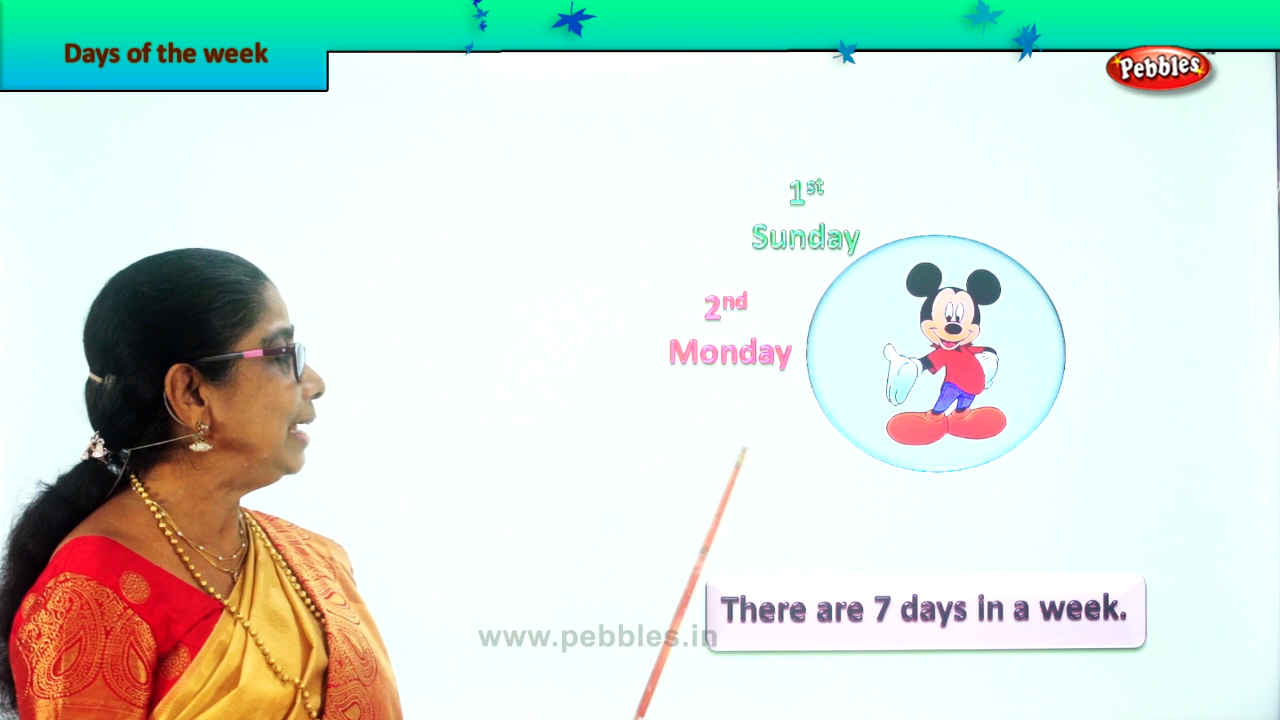 Days of the week
Pebbles
1st
Sunday
2nd
Monday
There are 7 days in a week.
www.pebbles.in